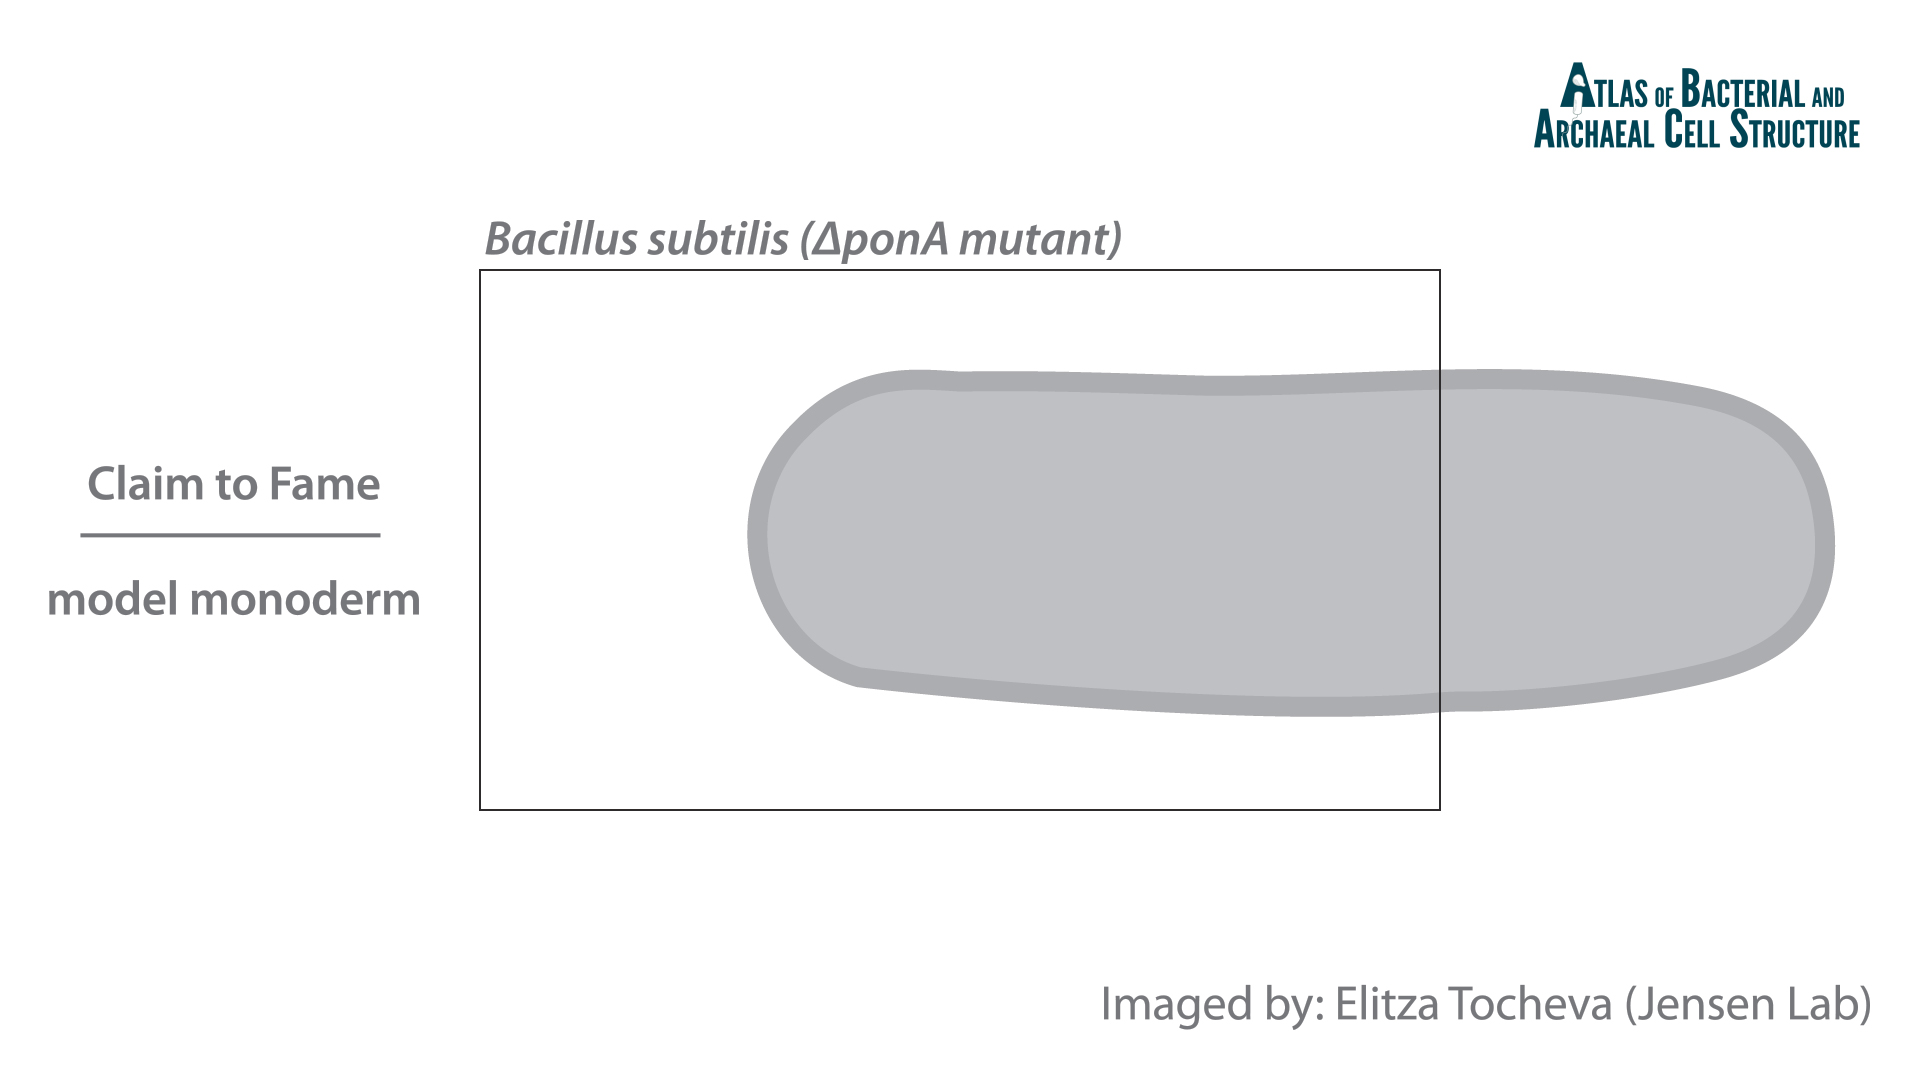 Atlas of Bacterial and
Archaeal Cell Structure
Bacillus subtilis (ΔponA mutant)
Claim to Fame
model monoderm
Imaged by: Elitza Tocheva (Jensen Lab)